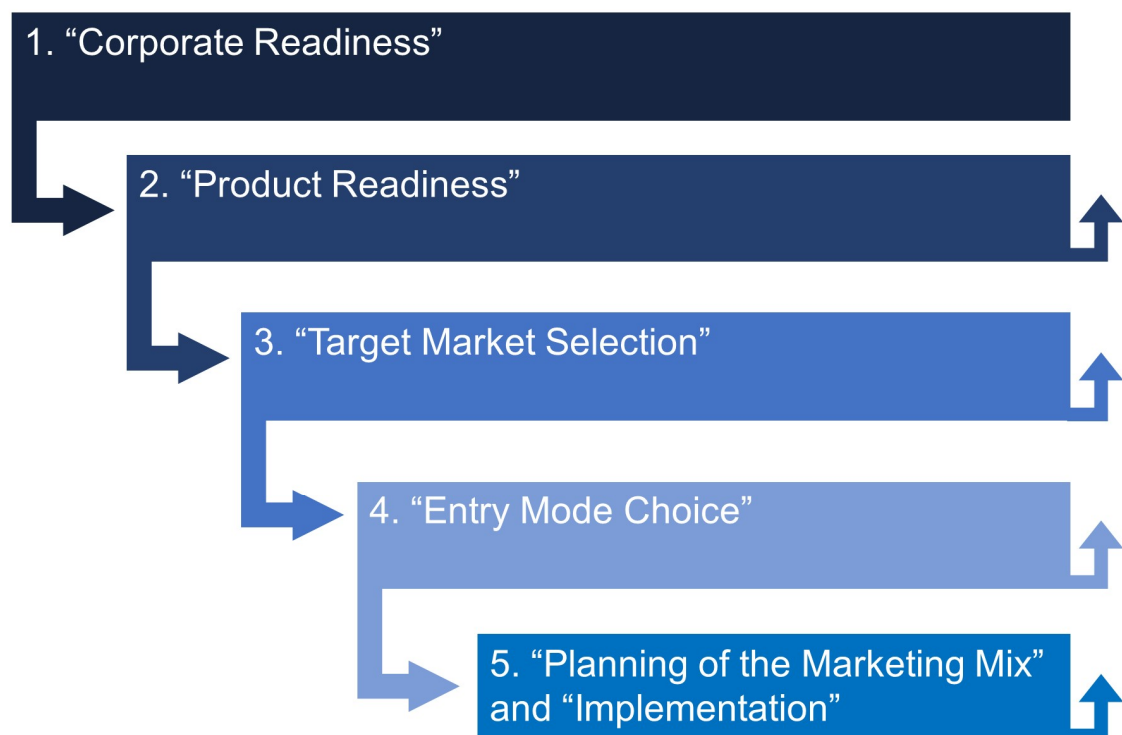 1. “Corporate Readiness”
2. “Product Readiness”
3. “Target Market Selection”
4. “Entry Mode Choice”
5. “Planning of the Marketing Mix”
and “Implementation”